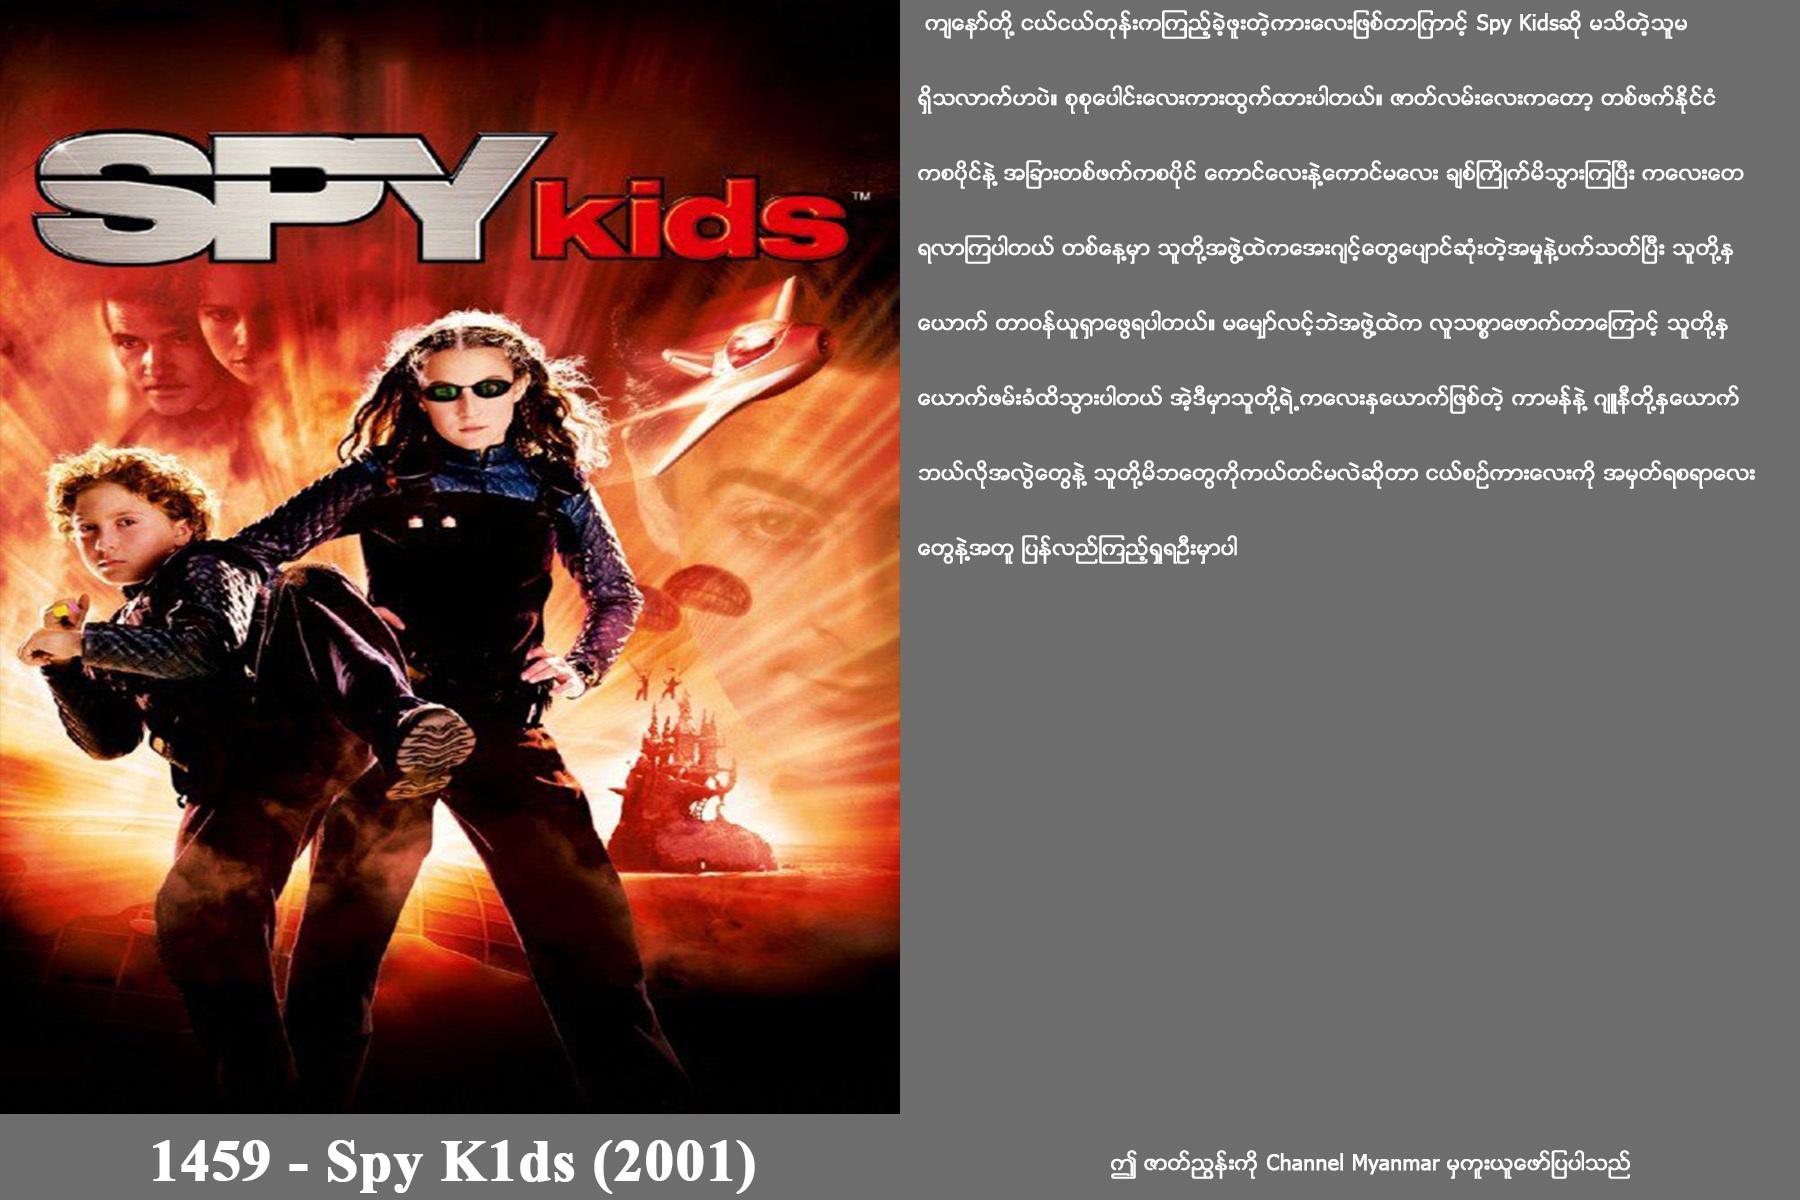 SPY kids™
ကျနော်တို့ ငယ်ငယ်တုန်းကကြည့်ခဲ့ဖူးတဲ့ကားလေးဖြစ်တာကြာင့် Spy Kidsဆို မသိတဲ့သူမ
ရှိသလာက်ဟပဲ။ စုစုပေါင်းလေးကားထွက်ထားပါတယ်။ ဇာတ်လမ်းလေးကတော့ တစ်ဖက်နိုင်ငံ
ကစပိုင်နဲ့ အခြားတစ်ဖက်ကစပိုင် ကောင်လေးနဲ့ကောင်မလေး ချစ်ကြိုက်မိသွားကြပြီး ကလေးတေ
ရလာကြပါတယ် တစ်နေ့မှာ သူတို့အဖွဲ့ထဲကအေးဂျင့်တွေပျောင်ဆုံးတဲ့အမှုနဲ့ပက်သတ်ပြီး သူတို့နှ
ယောက် တာဝန်ယူရှာဖွေရပါတယ်။ မမျှော်လင့်ဘဲအဖွဲ့ထဲက လူသစ္စာဖောက်တာကြောင့် သူတို့နှ
ယောက်ဖမ်းခံထိသွားပါတယ် အဲ့ဒီမှာသူတို့ရဲ့ကလေးနှယောက်ဖြစ်တဲ့ ကာမန်နဲ့ ဂျူနီတို့နှယောက်
ဘယ်လိုအလွဲတွေနဲ့ သူတို့မိဘတွေကိုကယ်တင်မလဲဆိုတာ ငယ်စဉ်ကားလေးကို အမှတ်ရစရာလေး
တွေနဲ့အတူ ပြန်လည်ကြည့်ရှုရဦးမှာပါ
1459 - Spy K1ds (2001)
ဤ ဇာတ်ညွှန်းကို Channel Myanmar မှကူးယူဖော်ပြပါသည်